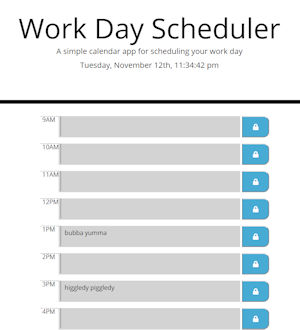 Work Day Scheduler
A simple calendar app for scheduling your work day
Tuesday, November 12th, 11:34:42 pm
9AM
10AM
11AM
12PM
1PM bubba yumma
2PM
3PM higgledy piggledy
4PM